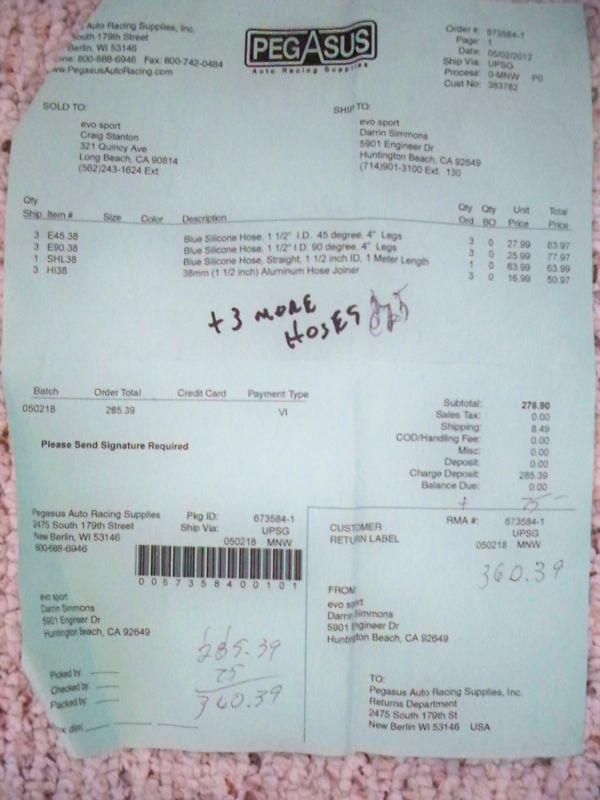 Auto Racing Supplies, Inc.
South 179th Street
Berlin, WI 53146
one: 800-688-6946 Fax: 800-742-0484
www.PegasusAutoRacing.com
PEGASUS
Auto Racing Supplies
Order #: 673584-1
Page: 1
Date: 05/03/2012
Ship Via: UPSG
Process: 0-MNW P0
Cust No: 383782
SOLD TO:
evo sport
Craig Stanton
321 Quincy Ave
Long Beach, CA 90814
(562)243-1624 Ext:
SHIP TO:
evo sport
Darrin Simmons
5901 Engineer Dr
Huntington Beach, CA 92649
(714)901-3100 Ext: 130
Qty Ship Item # Size Color Description Qty Ord Qty BO Unit Price Total Price
3 E45.38 Blue Silicone Hose, 1 1/2" I.D. 45 degree, 4" Legs 3 0 27.99 83.97
3 E90.38 Blue Silicone Hose, 1 1/2" I.D. 90 degree, 4" Legs 3 0 25.99 77.97
1 SHL38 Blue Silicone Hose, Straight, 1 1/2 inch ID, 1 Meter Length 1 0 63.99 63.99
3 HI38 38mm (1 1/2 inch) Aluminum Hose Joiner 3 0 16.99 50.97
+ 3 MORE
HOSES
Batch Order Total Credit Card Payment Type
050218 285.39 VI
Please Send Signature Required
Subtotal: 276.90
Sales Tax: 0.00
Shipping: 8.49
COD/Handling Fee: 0.00
Misc: 0.00
Deposit: 0.00
Charge Deposit: 285.39
Balance Due: 0.00
+ 75-
Pegasus Auto Racing Supplies
2475 South 179th Street
New Berlin, WI 53146
800-688-6946
Pkg ID: 673584-1
Ship Via: UPSG
050218 MNW
0067358400101
evo sport
Darrin Simmons
5901 Engineer Dr
Huntington Beach, CA 92649
285.39
75
360.39
Picked by:
Checked by:
Packed by:
CUSTOMER
RETURN LABEL
RMA #: 673584-1
UPSG
050218 MNW
360.39
FROM:
evo sport
Darrin Simmons
5901 Engineer Dr
Huntington Beach, CA 92649
TO:
Pegasus Auto Racing Supplies, Inc.
Returns Department
2475 South 179th St
New Berlin WI 53146 USA